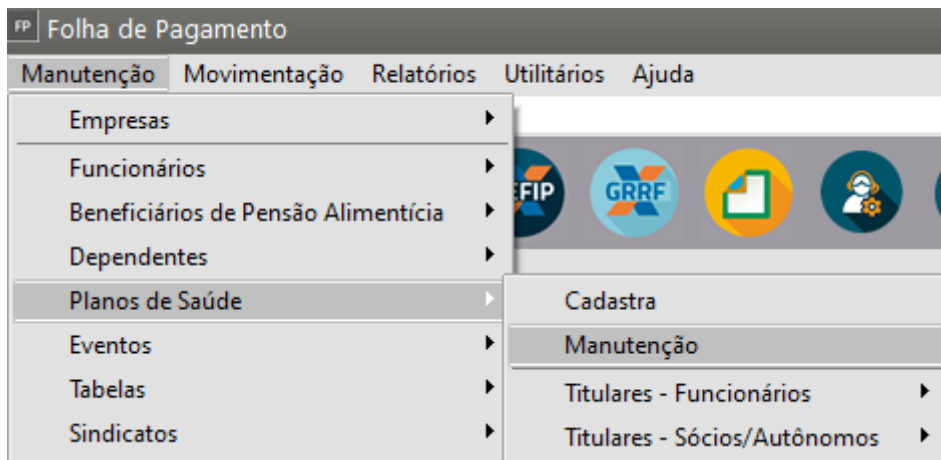 FP Folha de Pagamento
Manutenção Movimentação Relatórios Utilitários Ajuda
Empresas
Funcionários
EFIP GRRF
Beneficiários de Pensão Alimentícia
Dependentes
Planos de Saúde
Cadastra
Eventos
Manutenção
Tabelas
Titulares - Funcionários
Sindicatos
Titulares - Sócios/Autônomos